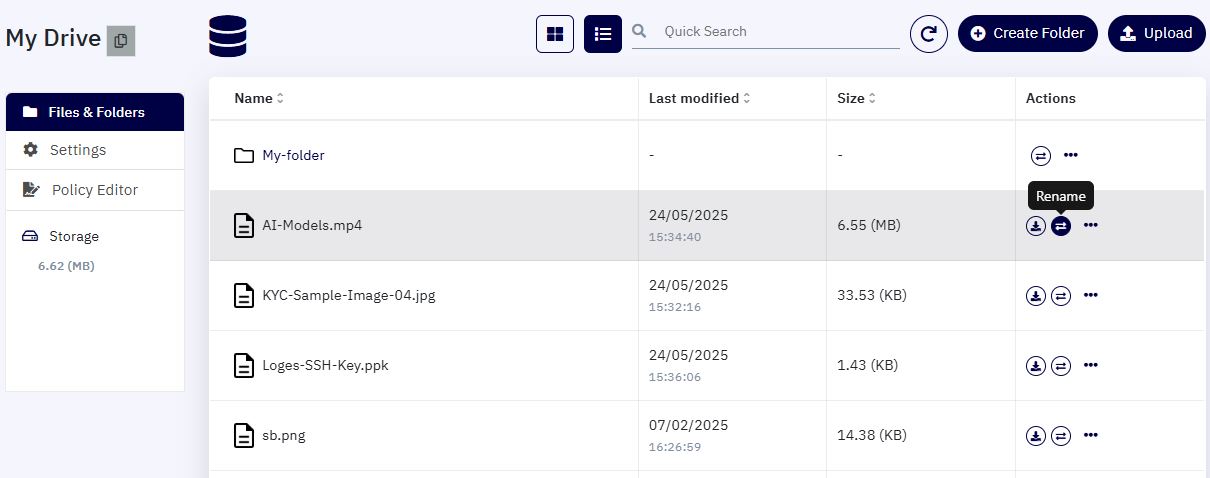 My Drive
Quick Search
Create Folder
Upload
Files & Folders
Settings
Policy Editor
Storage
6.62 (MB)
Name Last modified Size Actions
My-folder - -
Rename
AI-Models.mp4 24/05/2025 6.55 (MB)
15:34:40
KYC-Sample-Image-04.jpg 24/05/2025 33.53 (KB)
15:32:16
Loges-SSH-Key.ppk 24/05/2025 1.43 (KB)
15:36:06
sb.png 07/02/2025 14.38 (KB)
16:26:59